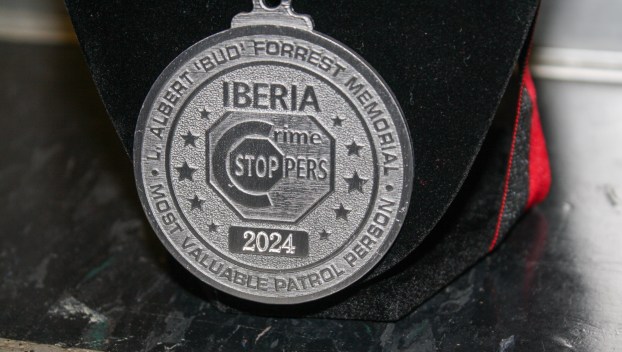 L. ALBERT 'BUD' FORREST MEMORIAL
IBERIA
Crime
STOPPERS
2024
• MOST VALUABLE PATROL PERSON •